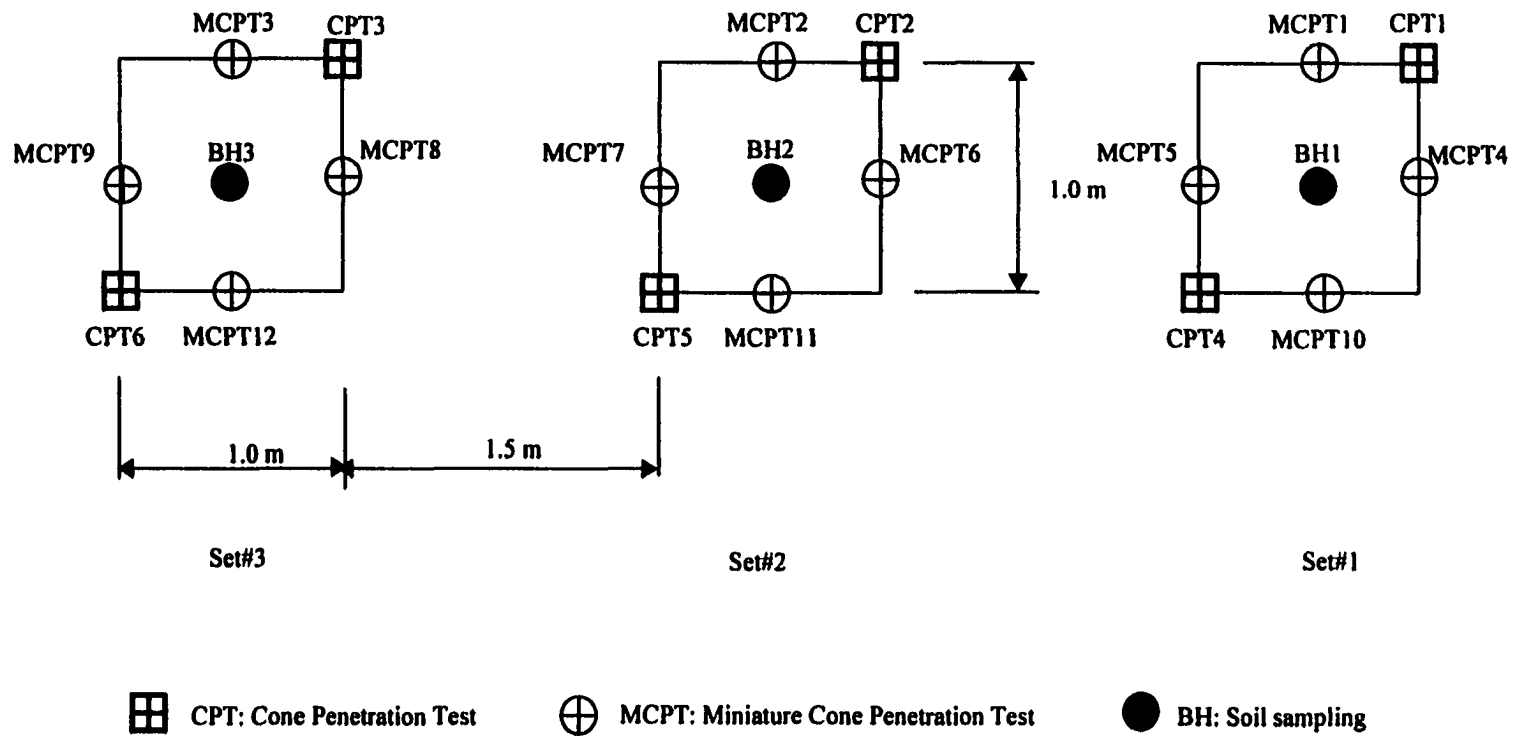 MCPT3 CPT3 MCPT2 CPT2 MCPT1 CPT1
MCPT9 BH3 MCPT8 MCPT7 BH2 MCPT6 MCPT5 BH1 MCPT4
1.0 m
CPT6 MCPT12 CPT5 MCPT11 CPT4 MCPT10
1.0 m 1.5 m
Set#3 Set#2 Set#1
CPT: Cone Penetration Test MCPT: Miniature Cone Penetration Test BH: Soil sampling